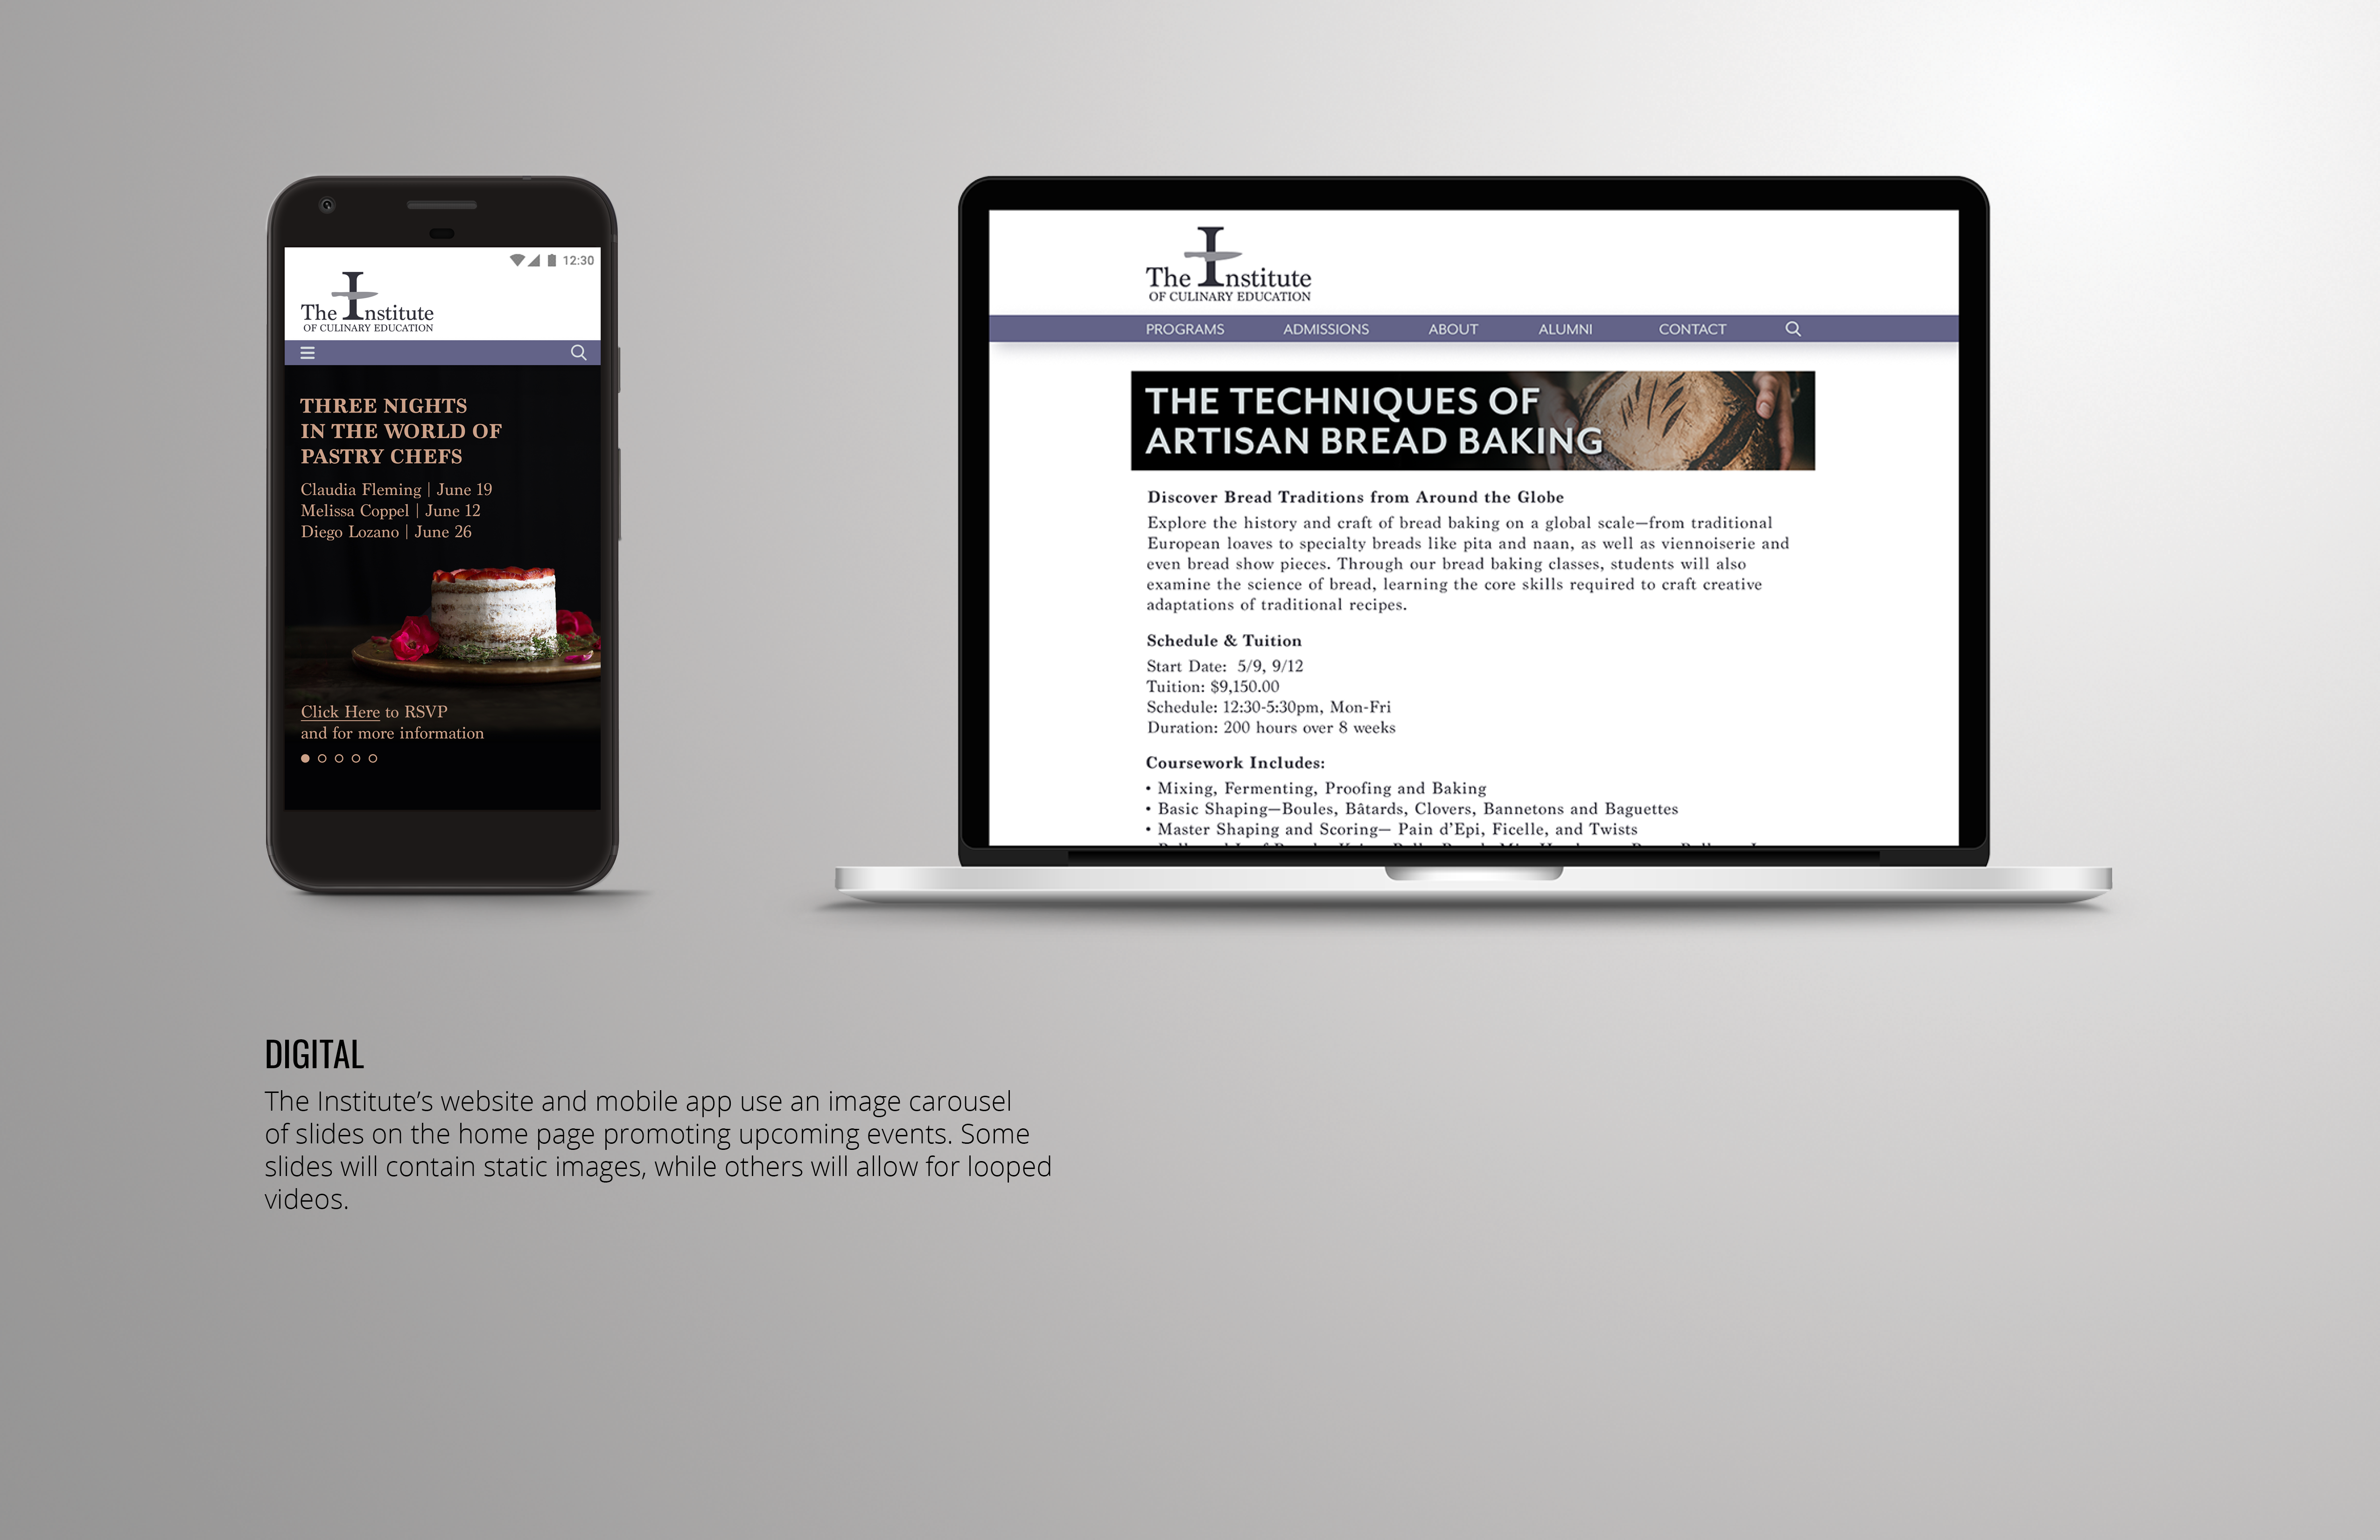 12:30
The Institute
OF CULINARY EDUCATION
THREE NIGHTS
IN THE WORLD OF
PASTRY CHEFS
Claudia Fleming | June 19
Melissa Coppel | June 12
Diego Lozano | June 26
Click Here to RSVP
and for more information
The Institute
OF CULINARY EDUCATION
PROGRAMS ADMISSIONS ABOUT ALUMNI CONTACT
THE TECHNIQUES OF
ARTISAN BREAD BAKING
Discover Bread Traditions from Around the Globe
Explore the history and craft of bread baking on a global scale—from traditional
European loaves to specialty breads like pita and naan, as well as viennoiserie and
even bread show pieces. Through our bread baking classes, students will also
examine the science of bread, learning the core skills required to craft creative
adaptations of traditional recipes.
Schedule & Tuition
Start Date: 5/9, 9/12
Tuition: $9,150.00
Schedule: 12:30-5:30pm, Mon-Fri
Duration: 200 hours over 8 weeks
Coursework Includes:
• Mixing, Fermenting, Proofing and Baking
• Basic Shaping—Boules, Bâtards, Clovers, Bannetons and Baguettes
• Master Shaping and Scoring— Pain d’Epi, Ficelle, and Twists
DIGITAL
The Institute’s website and mobile app use an image carousel
of slides on the home page promoting upcoming events. Some
slides will contain static images, while others will allow for looped
videos.